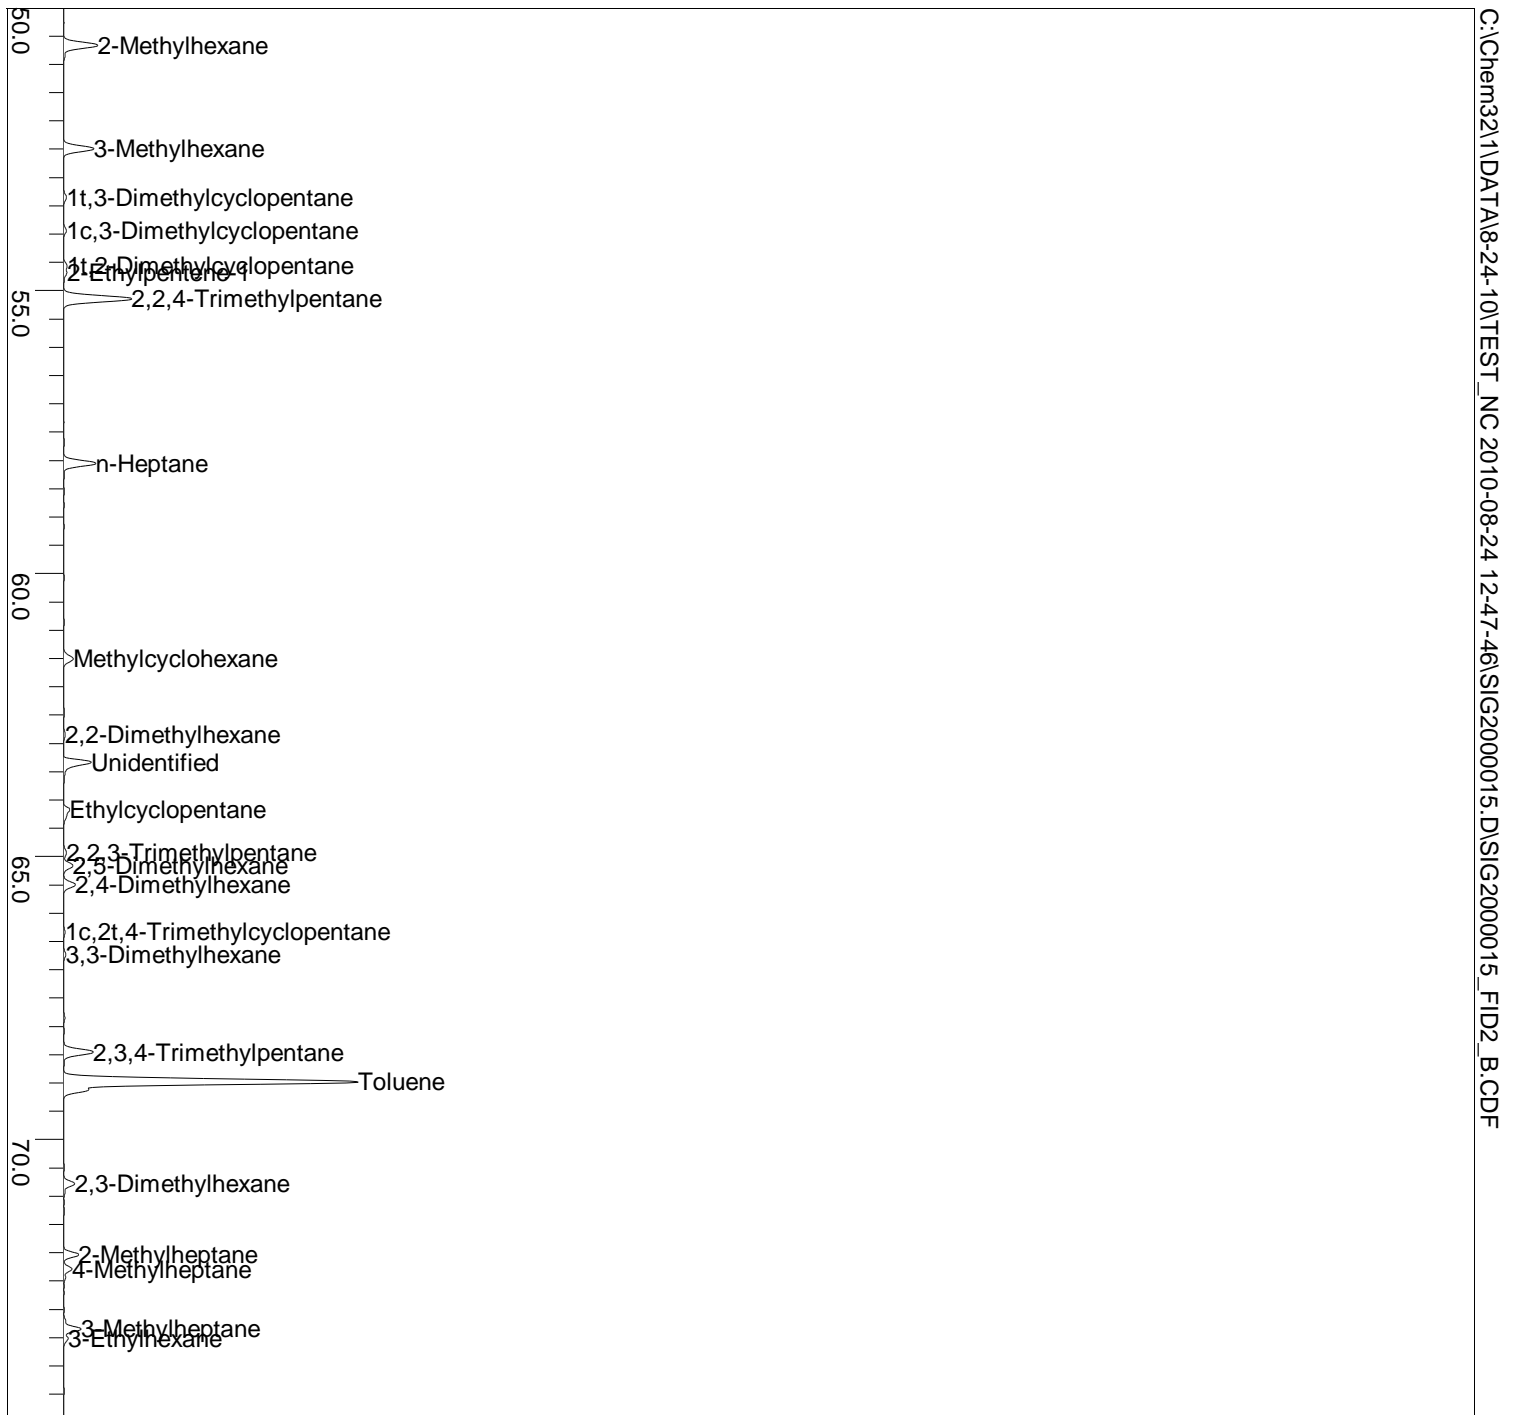 50.0
2-Methylhexane
3-Methylhexane
1t,3-Dimethylcyclopentane
1c,3-Dimethylcyclopentane
1t,2-Dimethylcyclopentane
2-Ethylpentene-1
55.0
2,2,4-Trimethylpentane
n-Heptane
60.0
Methylcyclohexane
2,2-Dimethylhexane
Unidentified
Ethylcyclopentane
2,2,3-Trimethylpentane
65.0
2,5-Dimethylhexane
2,4-Dimethylhexane
1c,2t,4-Trimethylcyclopentane
3,3-Dimethylhexane
2,3,4-Trimethylpentane
Toluene
70.0
2,3-Dimethylhexane
2-Methylheptane
4-Methylheptane
3-Methylheptane
3-Ethylhexane
C:\Chem32\1\DATA\8-24-10\TEST_NC 2010-08-24 12-47-46\SIG2000015.D\SIG2000015_FID2_B.CDF